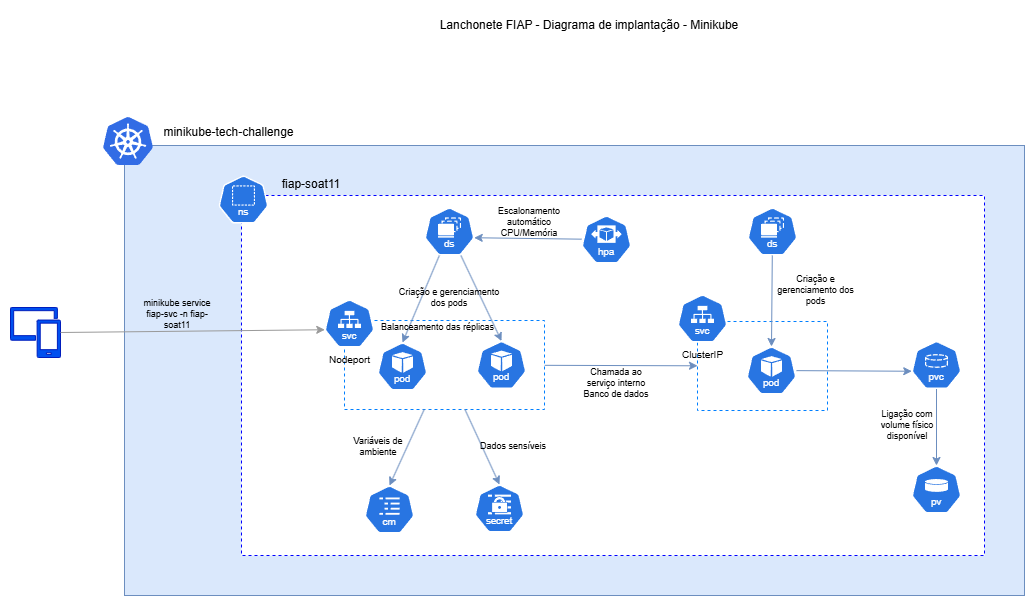 Lanchonete FIAP - Diagrama de implantação - Minikube
minikube-tech-challenge
fiap-soat11
ns
ds
Escalonamento
automático
CPU/Memória
hpa
ds
Criação e gerenciamento
dos pods
Criação e
gerenciamento dos
pods
minikube service
fiap-svc -n fiap-
soat11
svc
Nodeport
Balanceamento das réplicas
pod
pod
svc
ClusterIP
Chamada ao
serviço interno
Banco de dados
pod
pvc
Ligação com
volume físico
disponível
pv
Variáveis de
ambiente
Dados sensíveis
cm
secret